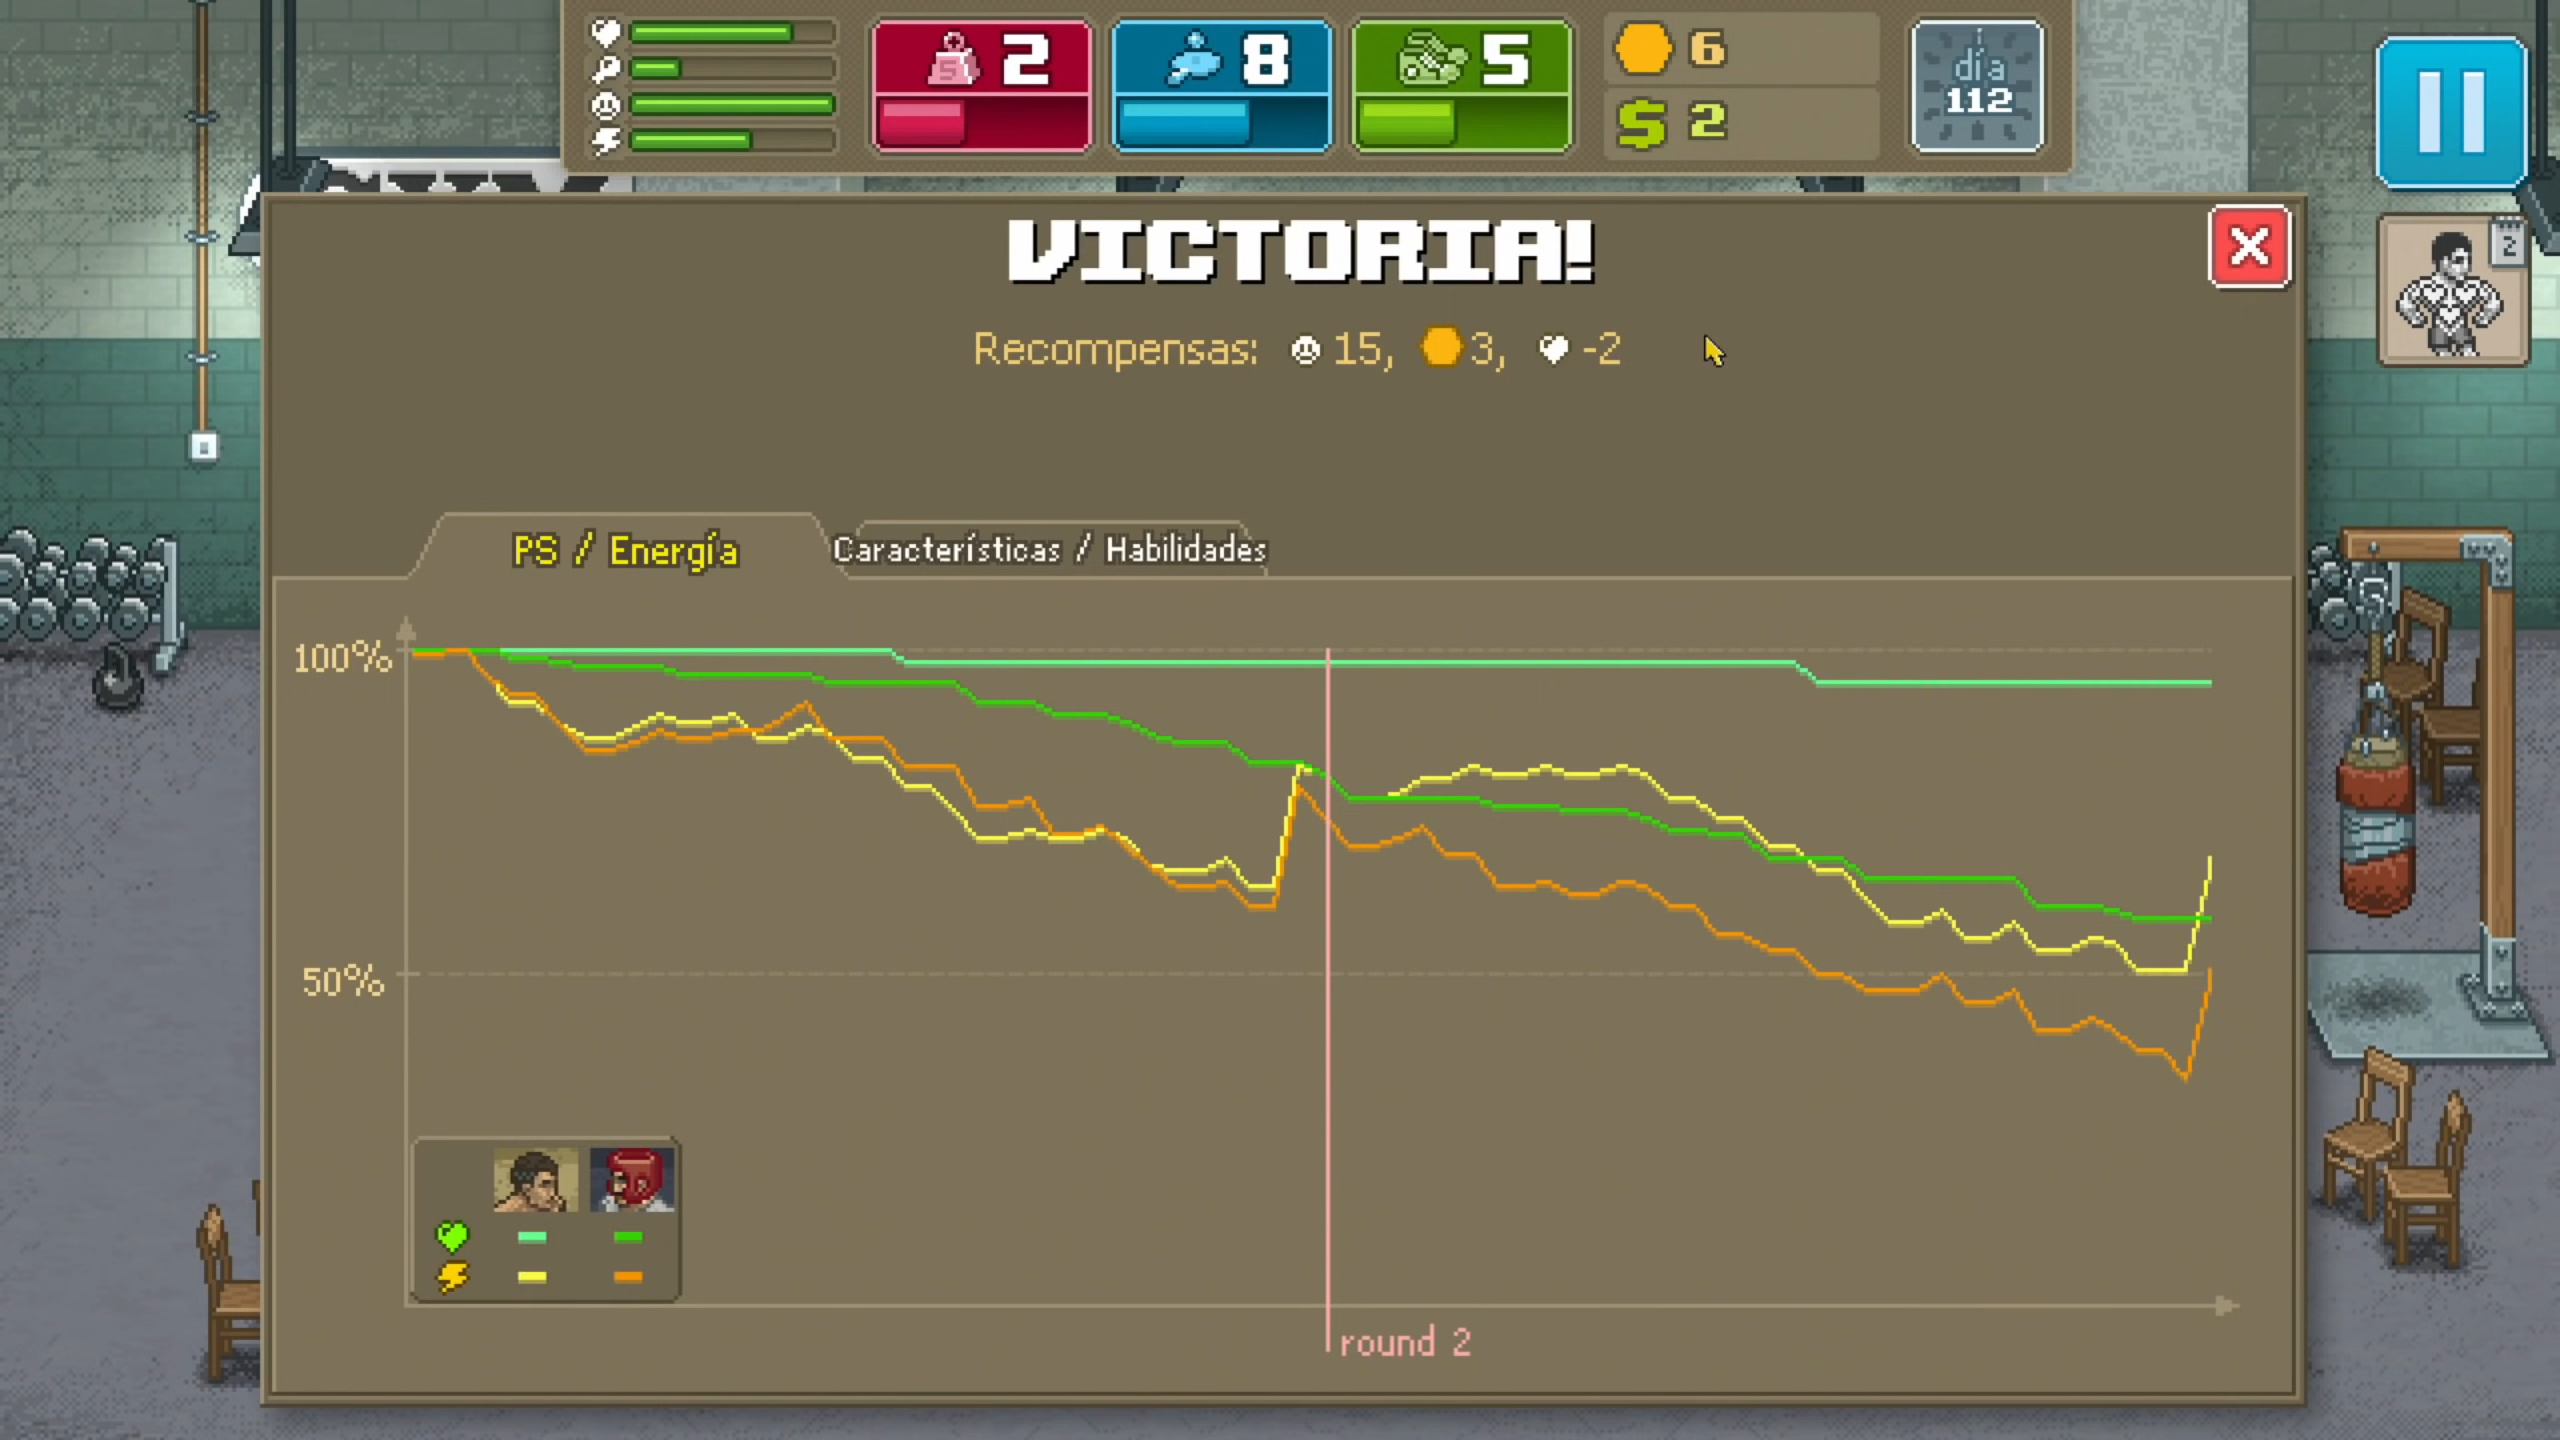 2 8 5 6
$ 2
día
112
2
VICTORIA!
Recompensas: 15, 3, -2
PS / Energía Características / Habilidades
100%
50%
round 2